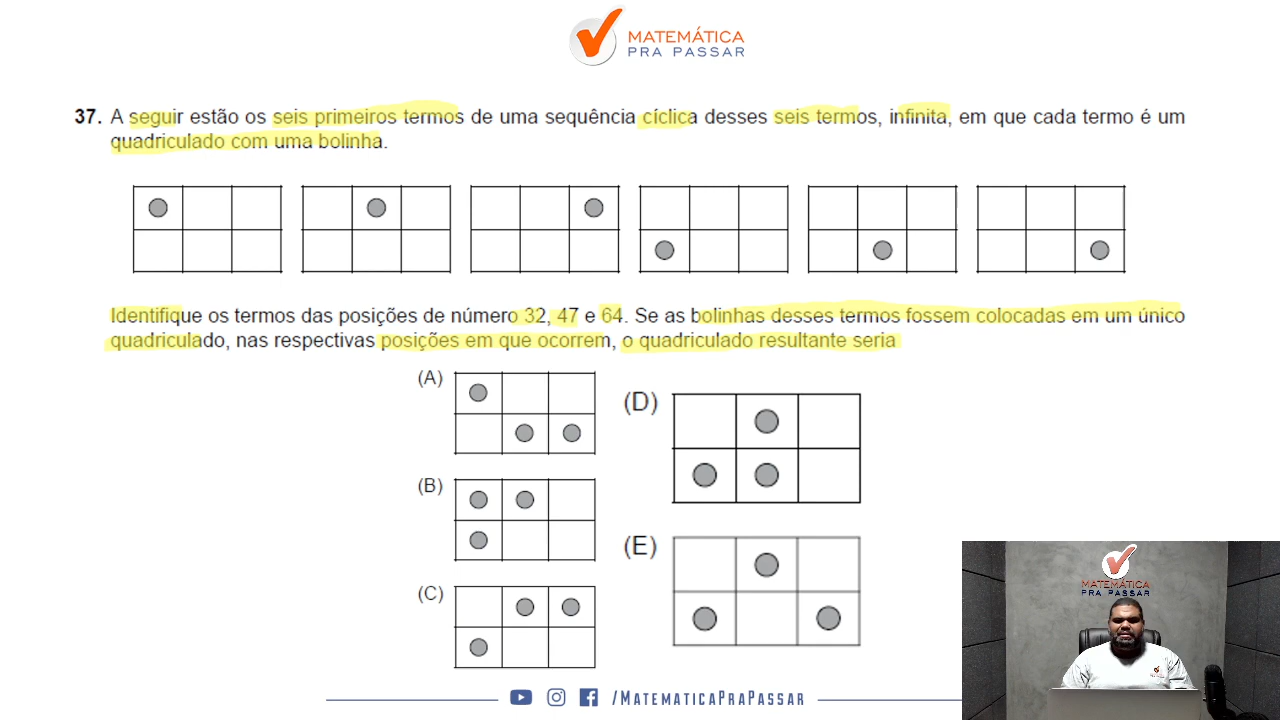 MATEMÁTICA
PRA PASSAR
37. A seguir estão os seis primeiros termos de uma sequência cíclica desses seis termos, infinita, em que cada termo é um
quadriculado com uma bolinha.
Identifique os termos das posições de número 32, 47 e 64. Se as bolinhas desses termos fossem colocadas em um único
quadriculado, nas respectivas posições em que ocorrem, o quadriculado resultante seria
(A)
(B)
(C)
(D)
(E)
MATEMÁTICA
PRA PASSAR
/MATEMATICAPRAPASSAR